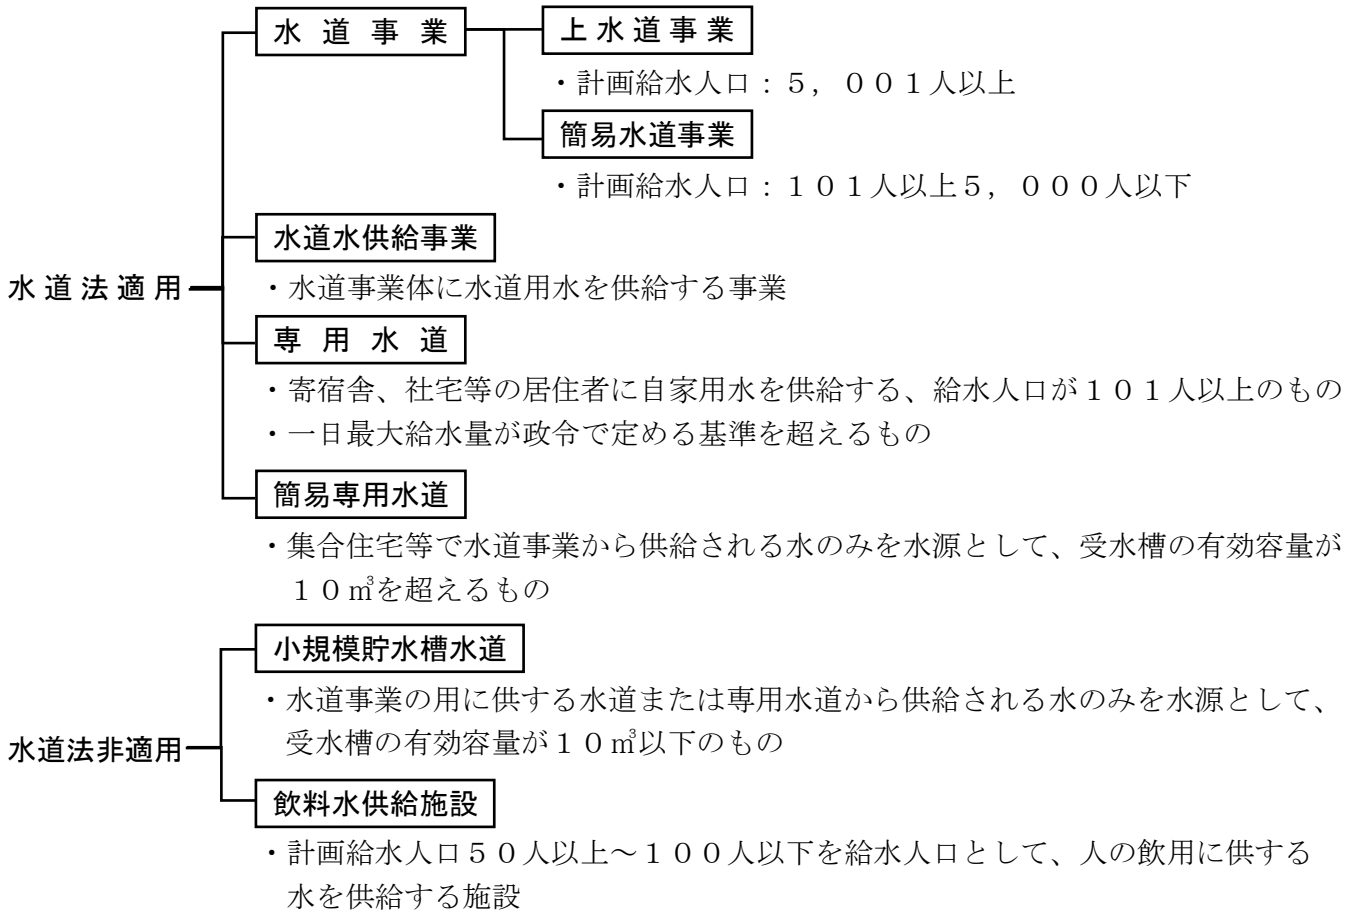 水道事業
上水道事業
・計画給水人口：５，００１人以上
簡易水道事業
・計画給水人口：１０１人以上５，０００人以下
水道水供給事業
水道法適用
・水道事業体に水道用水を供給する事業
専用水道
・寄宿舎、社宅等の居住者に自家用水を供給する、給水人口が１０１人以上のもの
・一日最大給水量が政令で定める基準を超えるもの
簡易専用水道
・集合住宅等で水道事業から供給される水のみを水源として、受水槽の有効容量が
１０㎥を超えるもの
小規模貯水槽水道
・水道事業の用に供する水道または専用水道から供給される水のみを水源として、
受水槽の有効容量が１０㎥以下のもの
水道法非適用
飲料水供給施設
・計画給水人口５０人以上～１００人以下を給水人口として、人の飲用に供する
水を供給する施設